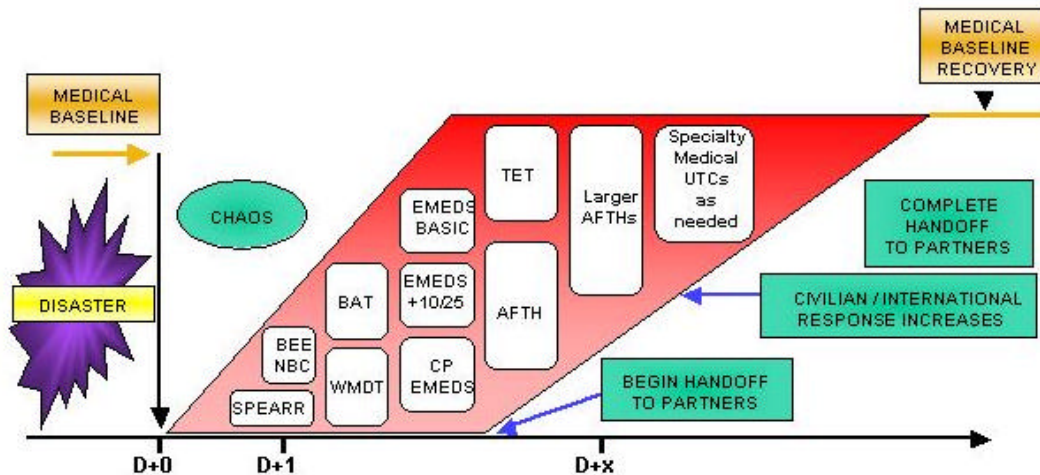 MEDICAL
BASELINE
RECOVERY
MEDICAL
BASELINE
CHAOS
DISASTER
SPEARR
BEE
NBC
BAT
WMDT
EMEDS
BASIC
EMEDS
+10/25
CP
EMEDS
TET
AFTH
Larger
AFTHs
Specialty
Medical
UTCs
as
needed
COMPLETE
HANDOFF
TO PARTNERS
CIVILIAN / INTERNATIONAL
RESPONSE INCREASES
BEGIN HANDOFF
TO PARTNERS
D+0
D+1
D+x